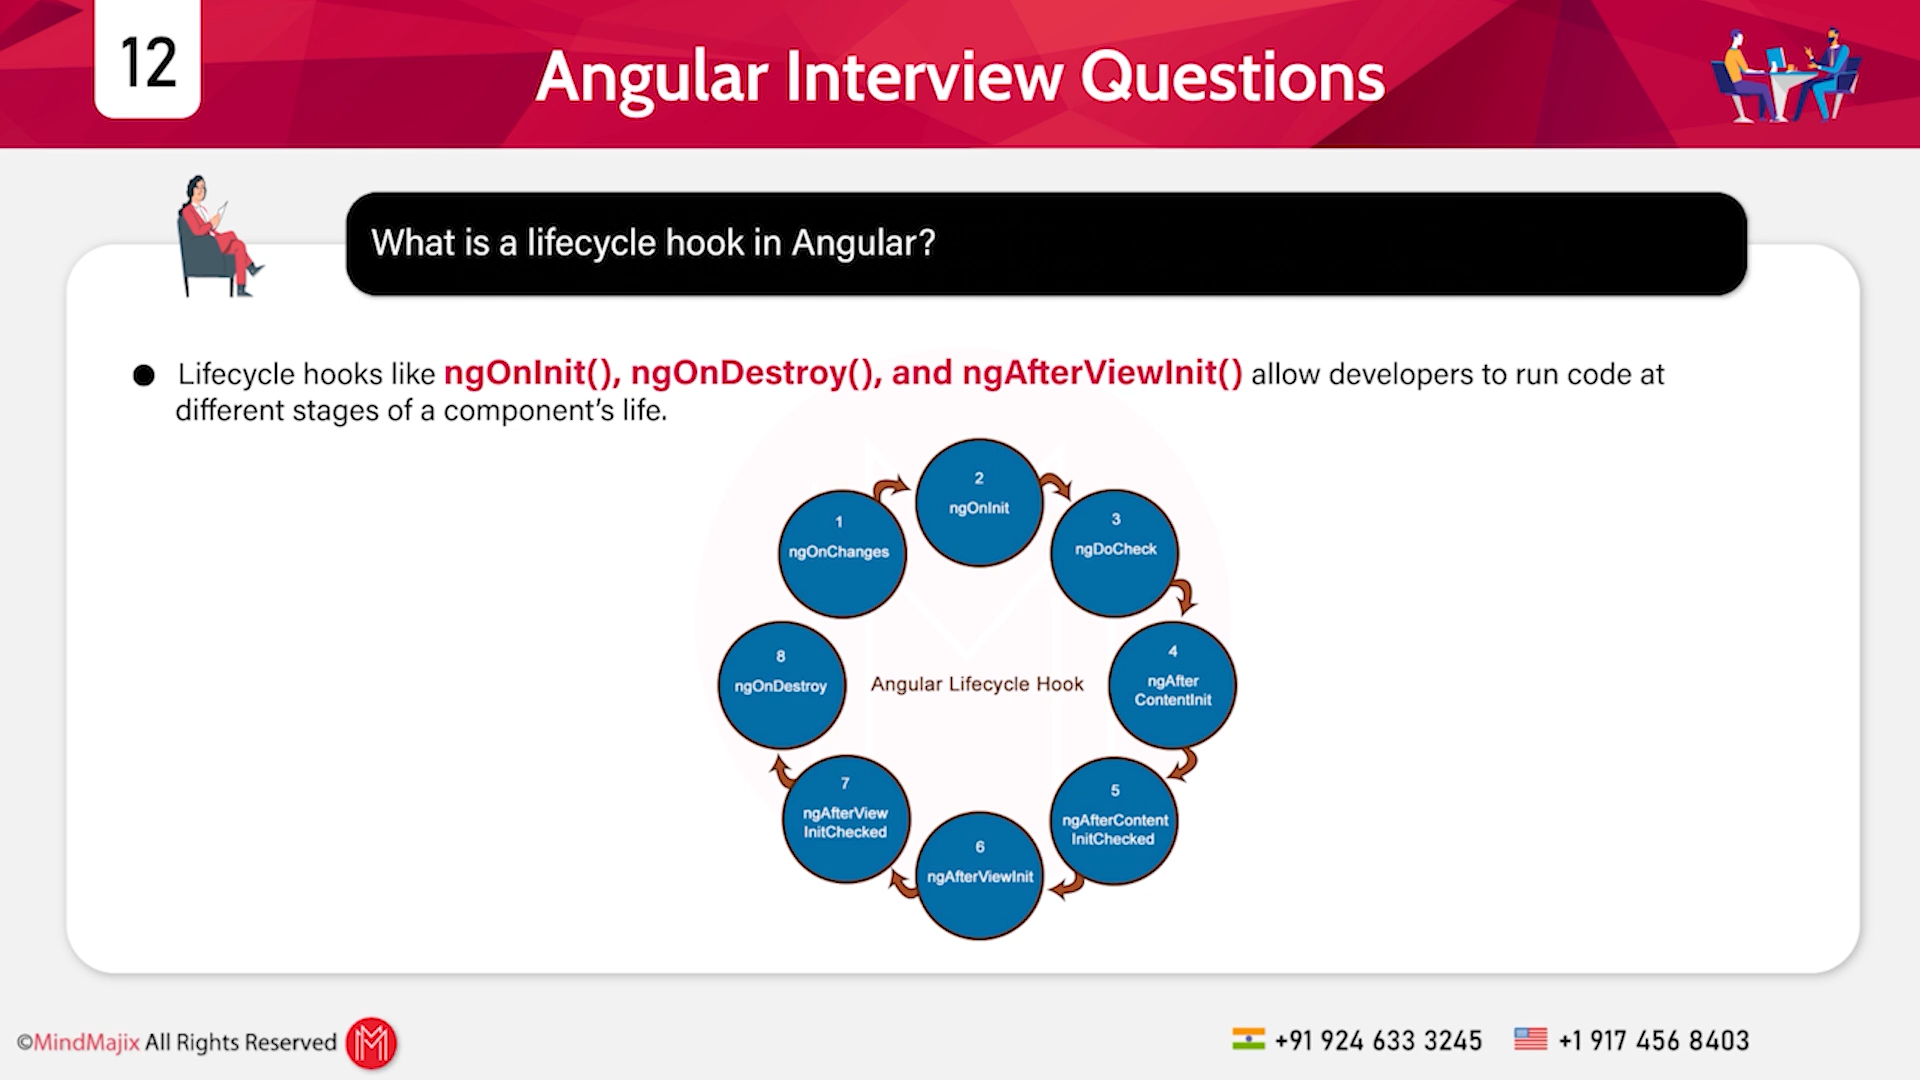 12
Angular Interview Questions
What is a lifecycle hook in Angular?
Lifecycle hooks like ngOnInit(), ngOnDestroy(), and ngAfterViewInit() allow developers to run code at
different stages of a component's life.
1
ngOnChanges
2
ngOnInit
3
ngDoCheck
4
ngAfter
ContentInit
5
ngAfterContent
InitChecked
6
ngAfterViewInit
7
ngAfterView
InitChecked
8
ngOnDestroy
Angular Lifecycle Hook
©MindMajix All Rights Reserved
+91 924 633 3245
+1 917 456 8403